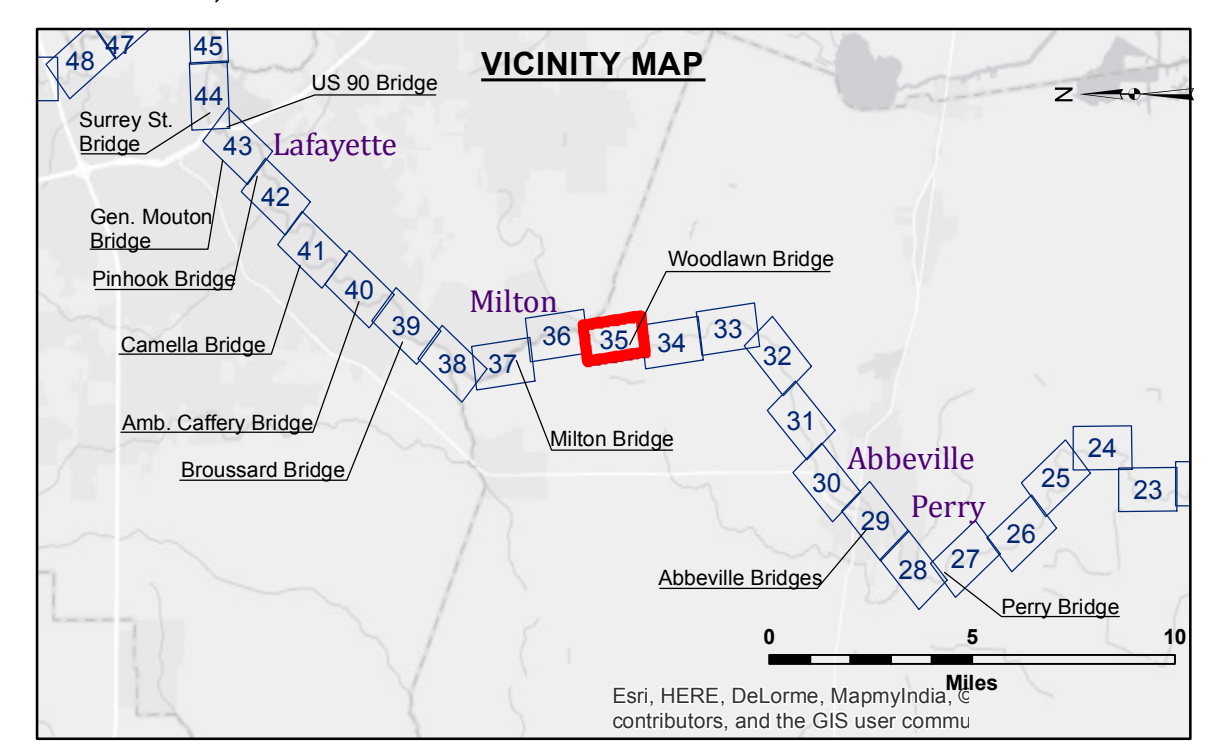 VICINITY MAP
48
47
45
44
US 90 Bridge
N
Surrey St.
Bridge
43
Lafayette
42
Gen. Mouton
Bridge
41
Pinhook Bridge
Woodlawn Bridge
40
Milton
39
36
35
34
33
Camella Bridge
38
37
32
Amb. Caffery Bridge
Milton Bridge
31
Broussard Bridge
Abbeville
24
30
25
23
Perry
29
26
28
27
Abbeville Bridges
Perry Bridge
0
5
10
Miles
Esri, HERE, DeLorme, MapmyIndia, ©
contributors, and the GIS user commu